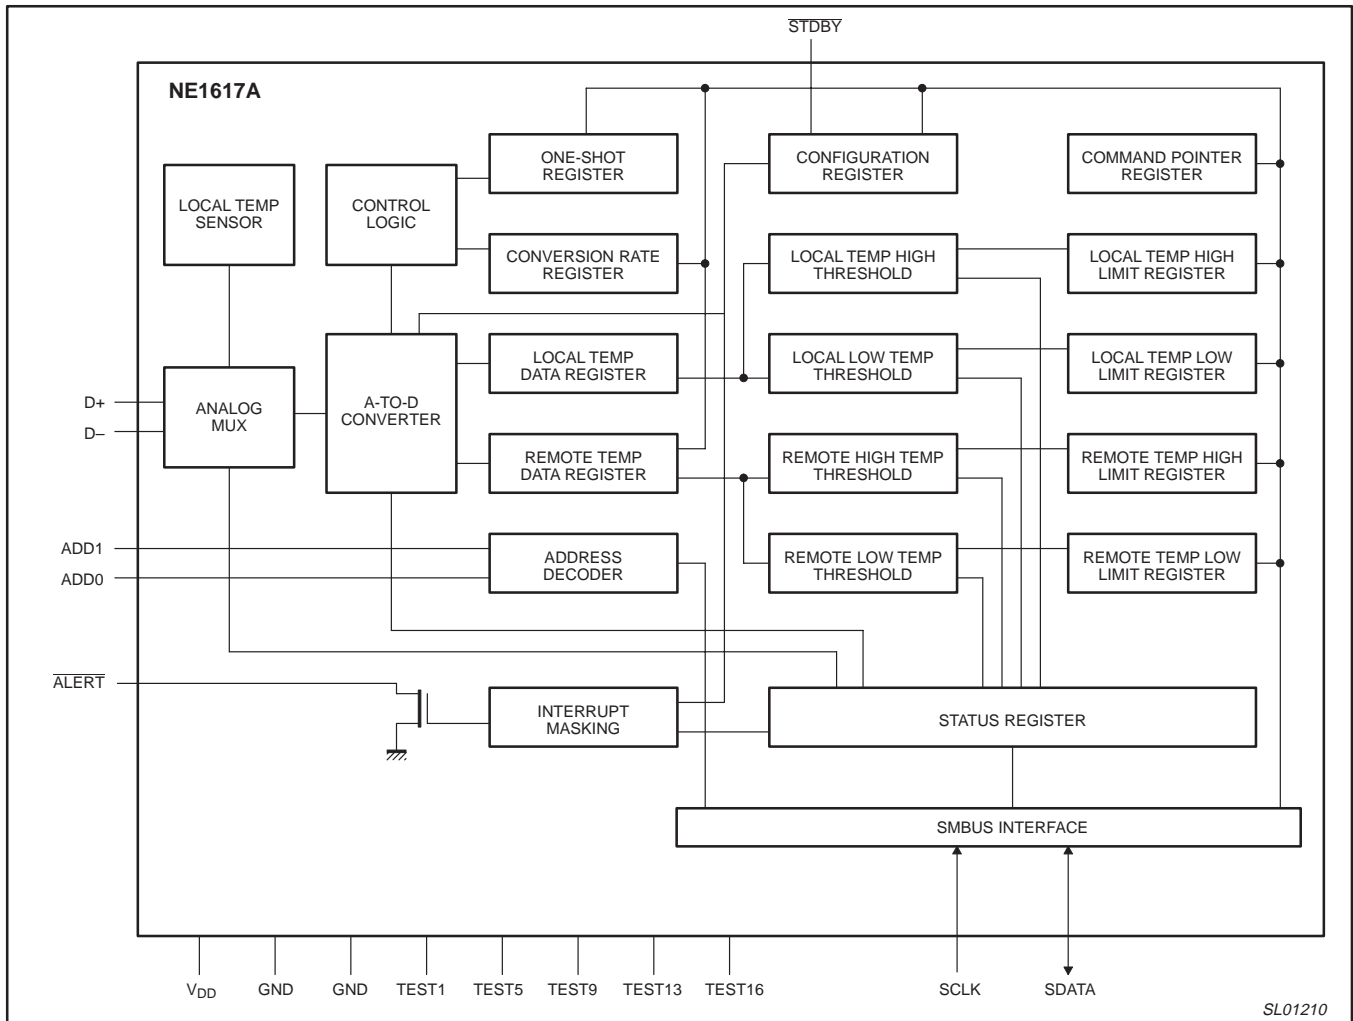 STDBY
NE1617A
ONE-SHOT
REGISTER
CONFIGURATION
REGISTER
COMMAND POINTER
REGISTER
LOCAL TEMP
SENSOR
CONTROL
LOGIC
CONVERSION RATE
REGISTER
LOCAL TEMP HIGH
THRESHOLD
LOCAL TEMP HIGH
LIMIT REGISTER
LOCAL TEMP
DATA REGISTER
LOCAL LOW TEMP
THRESHOLD
LOCAL TEMP LOW
LIMIT REGISTER
D+
D–
ANALOG
MUX
A-TO-D
CONVERTER
REMOTE TEMP
DATA REGISTER
REMOTE HIGH TEMP
THRESHOLD
REMOTE TEMP HIGH
LIMIT REGISTER
ADD1
ADD0
ADDRESS
DECODER
REMOTE LOW TEMP
THRESHOLD
REMOTE TEMP LOW
LIMIT REGISTER
ALERT
INTERRUPT
MASKING
STATUS REGISTER
SMBUS INTERFACE
VDD GND GND TEST1 TEST5 TEST9 TEST13 TEST16 SCLK SDATA
SL01210